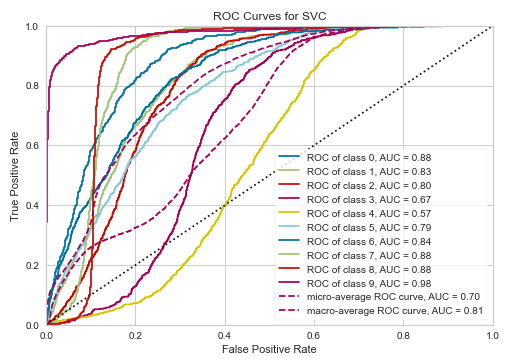 ROC Curves for SVC
True Positive Rate
1.0
0.8
0.6
0.4
0.2
0.0
ROC of class 0, AUC = 0.88
ROC of class 1, AUC = 0.83
ROC of class 2, AUC = 0.80
ROC of class 3, AUC = 0.67
ROC of class 4, AUC = 0.57
ROC of class 5, AUC = 0.79
ROC of class 6, AUC = 0.84
ROC of class 7, AUC = 0.88
ROC of class 8, AUC = 0.88
ROC of class 9, AUC = 0.98
micro-average ROC curve, AUC = 0.70
macro-average ROC curve, AUC = 0.81
0.0 0.2 0.4 0.6 0.8 1.0
False Positive Rate